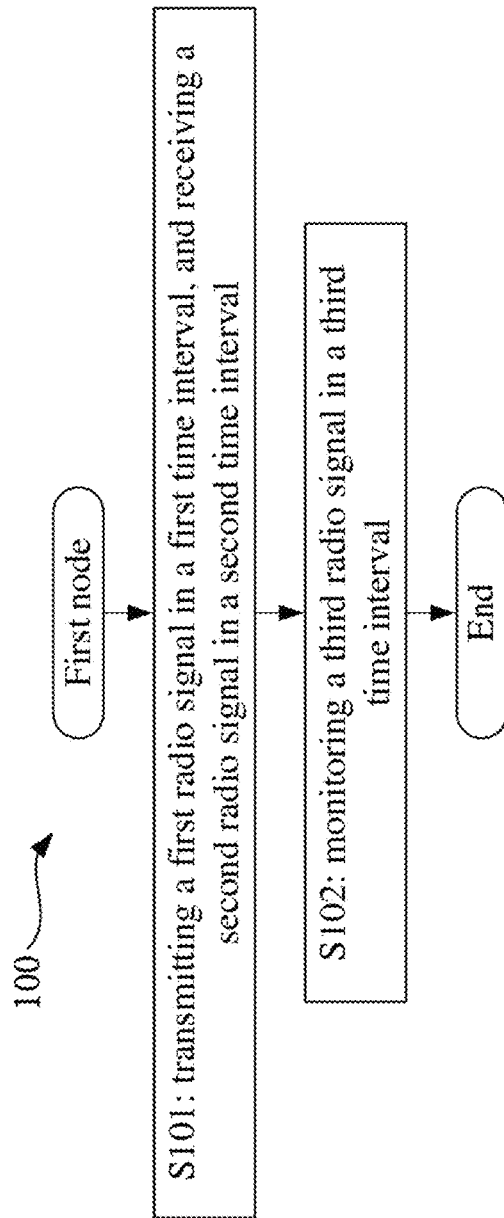 100
First node
S101: transmitting a first radio signal in a first time interval, and receiving a
second radio signal in a second time interval
S102: monitoring a third radio signal in a third
time interval
End